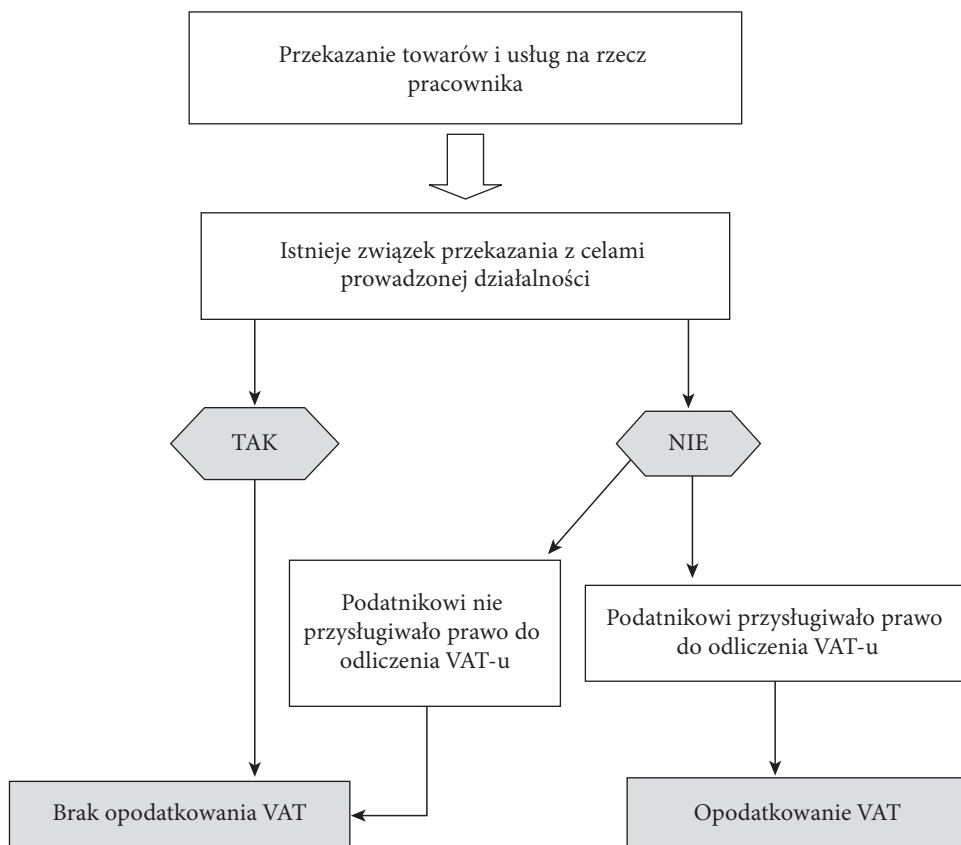 Przekazanie towarów i usług na rzecz
pracownika
Istnieje związek przekazania z celami
prowadzonej działalności
TAK
NIE
Podatnikowi nie
przysługiwało prawo do
odliczenia VAT-u
Podatnikowi przysługiwało prawo
do odliczenia VAT-u
Brak opodatkowania VAT
Opodatkowanie VAT